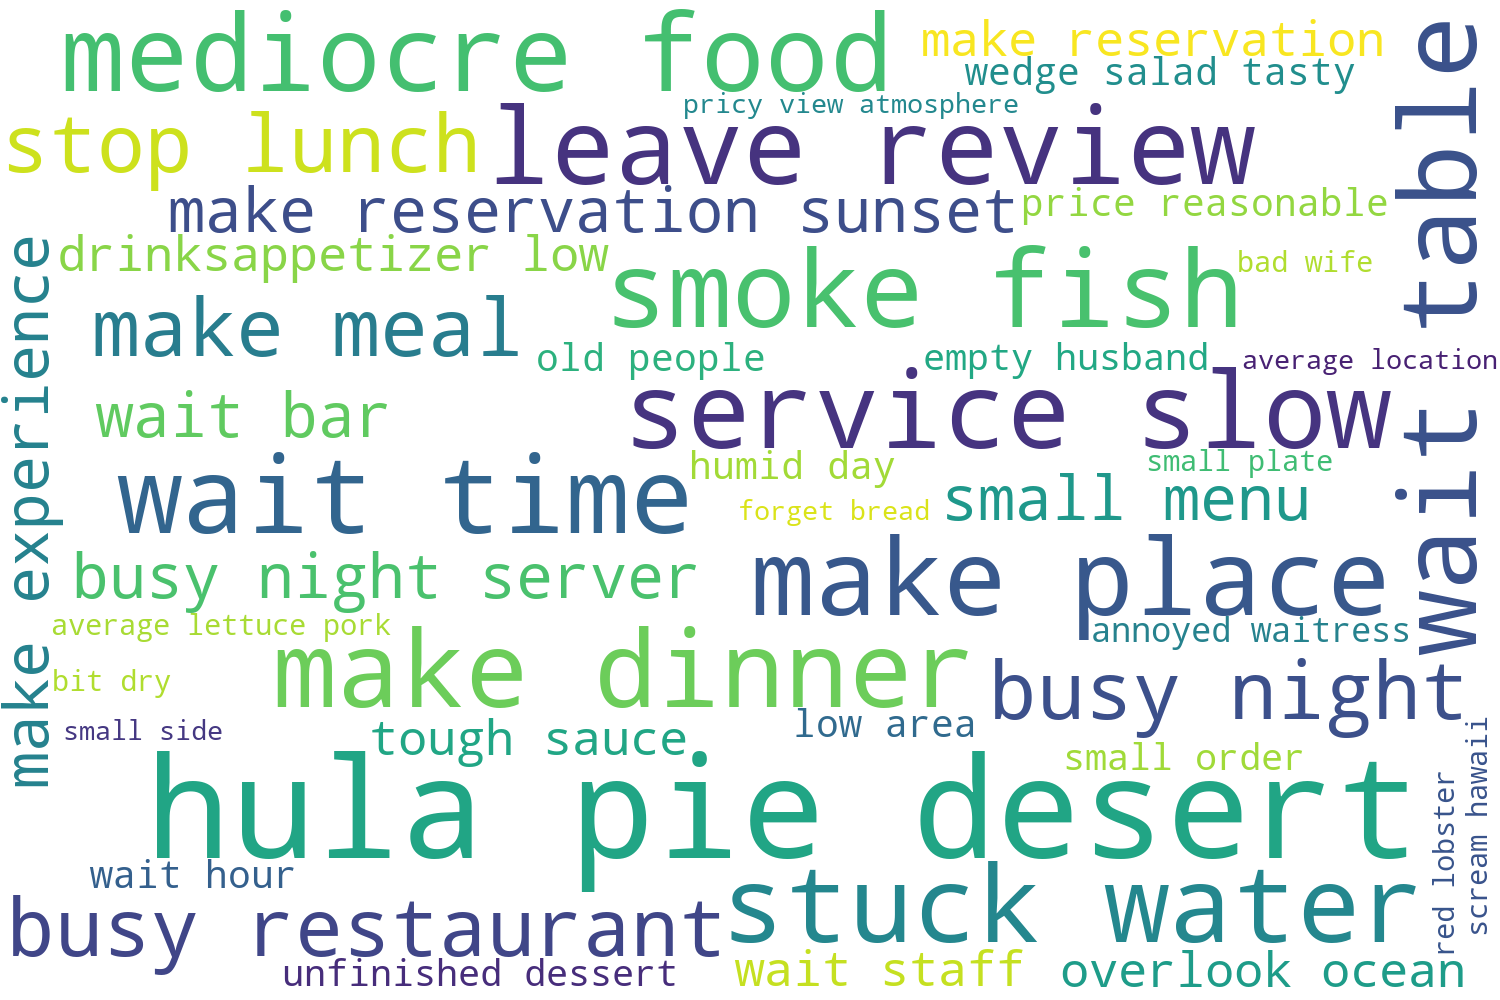 mediocre food
make reservation
wedge salad tasty
pricy view atmosphere
stop lunch
leave review
wait table
make reservation sunset
price reasonable
drinksappetizer low
smoke fish
bad wife
make experience
make meal
old people
empty husband
average location
wait bar
service slow
wait time
humid day
small plate
forget bread
small menu
busy night server
make place
average lettuce pork
make dinner
annoyed waitress
bit dry
busy night
small side
tough sauce
low area
small order
hula pie desert
red lobster
scream hawaii
wait hour
busy restaurant
stuck water
unfinished dessert
wait staff
overlook ocean